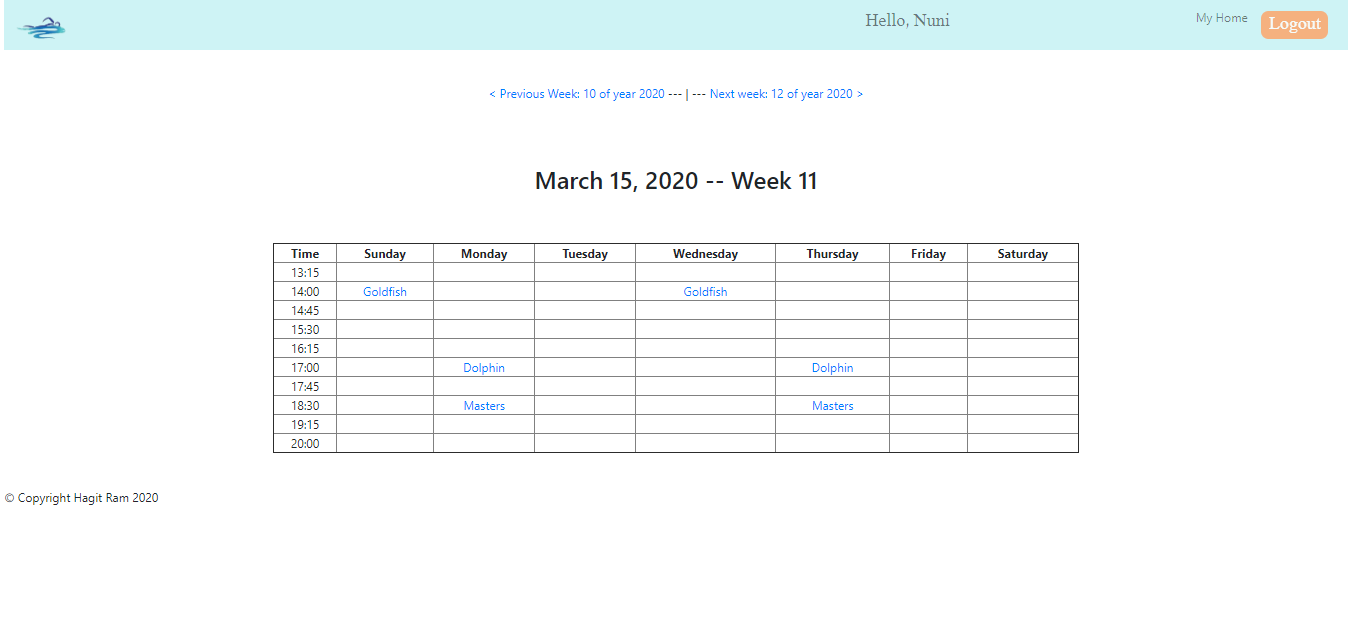 Hello, Nuni My Home Logout
< Previous Week: 10 of year 2020 --- | --- Next week: 12 of year 2020 >
March 15, 2020 -- Week 11
Time Sunday Monday Tuesday Wednesday Thursday Friday Saturday
13:15
14:00 Goldfish Goldfish
14:45
15:30
16:15
17:00 Dolphin Dolphin
17:45
18:30 Masters Masters
19:15
20:00
© Copyright Hagit Ram 2020